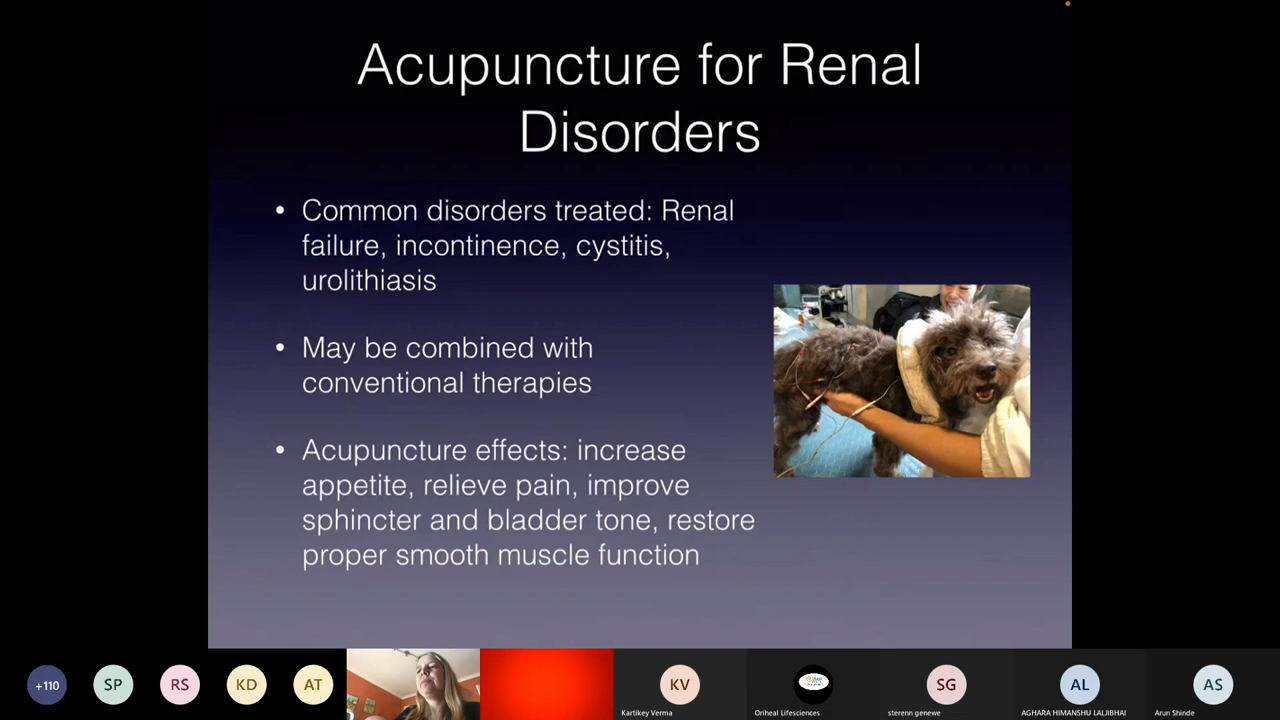 Acupuncture for Renal
Disorders
• Common disorders treated: Renal
failure, incontinence, cystitis,
urolithiasis
• May be combined with
conventional therapies
• Acupuncture effects: increase
appetite, relieve pain, improve
sphincter and bladder tone, restore
proper smooth muscle function
+110
SP
RS
KD
AT
KV
Kartikey Verma
Oriheal Lifesciences
SG
sterenn genewe
AL
AGHARA HIMANSHU LALJIBHAI
AS
Arun Shinde